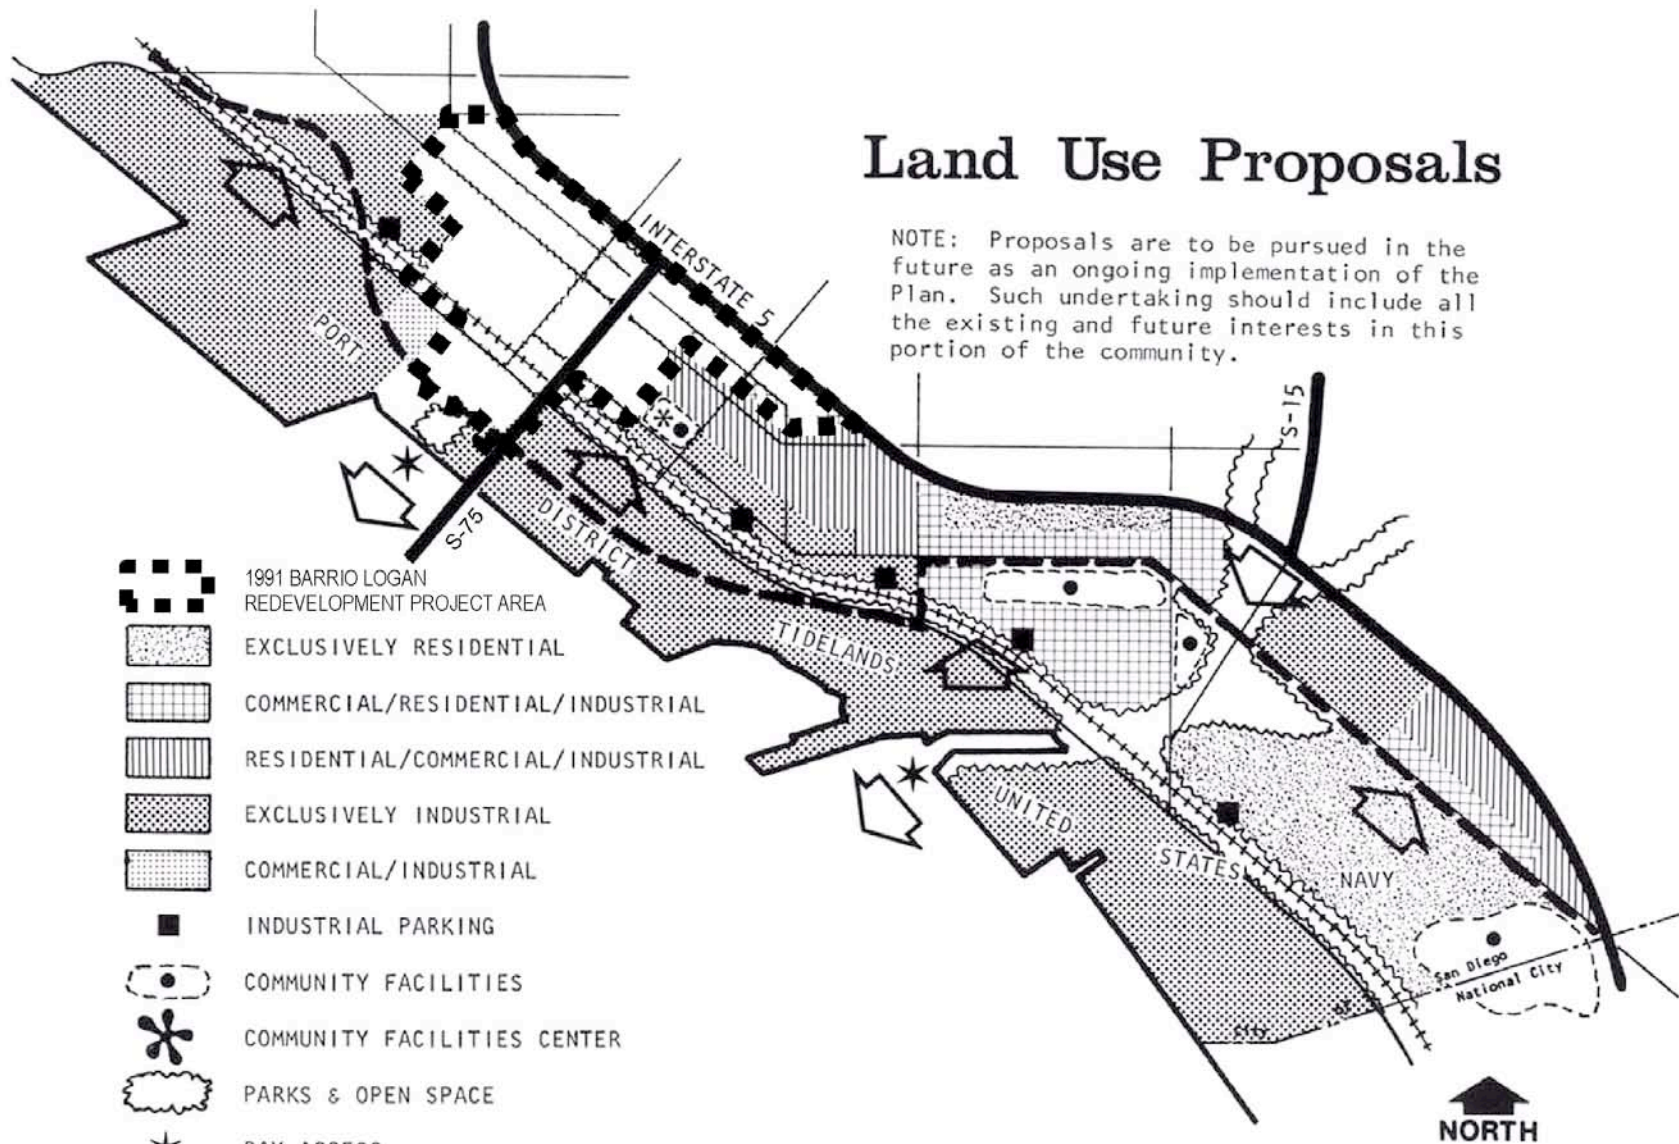 Land Use Proposals
NOTE: Proposals are to be pursued in the
future as an ongoing implementation of the
Plan. Such undertaking should include all
the existing and future interests in this
portion of the community.
INTERSTATE 5
S-15
PORT
S-75
DISTRICT
TIDELANDS
UNITED
STATES
NAVY
San Diego
National City
City
of
1991 BARRIO LOGAN
REDEVELOPMENT PROJECT AREA
EXCLUSIVELY RESIDENTIAL
COMMERCIAL/RESIDENTIAL/INDUSTRIAL
RESIDENTIAL/COMMERCIAL/INDUSTRIAL
EXCLUSIVELY INDUSTRIAL
COMMERCIAL/INDUSTRIAL
INDUSTRIAL PARKING
COMMUNITY FACILITIES
COMMUNITY FACILITIES CENTER
PARKS & OPEN SPACE
BAY ACCESS
NORTH